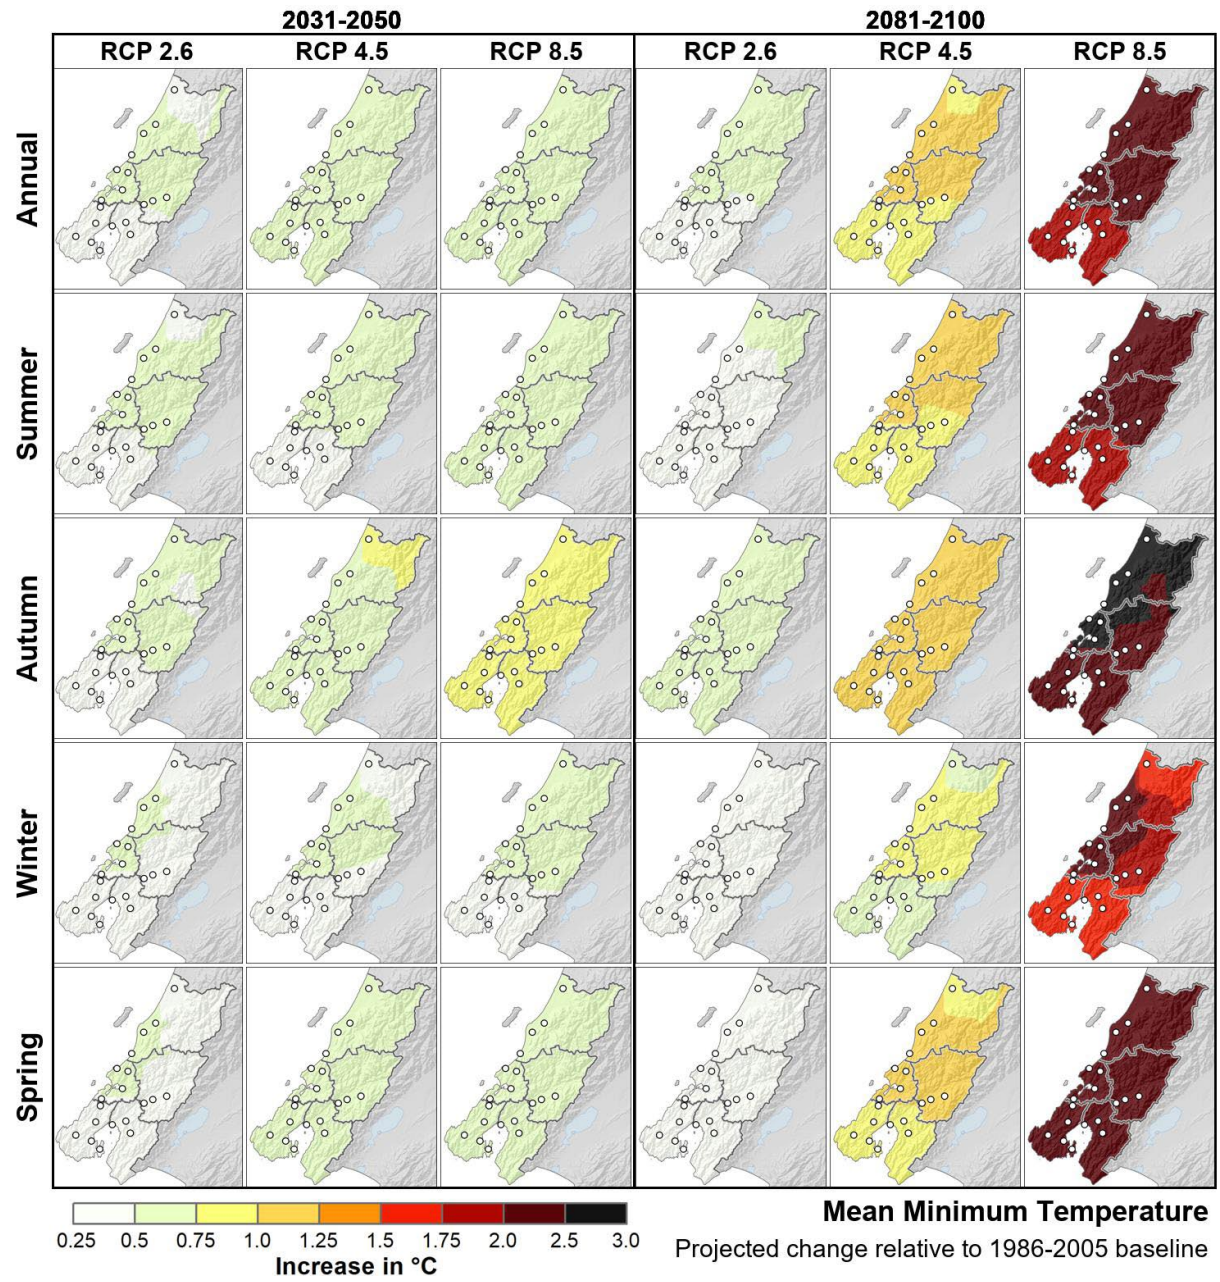 2031-2050 2081-2100
RCP 2.6 RCP 4.5 RCP 8.5 RCP 2.6 RCP 4.5 RCP 8.5
Annual
Summer
Autumn
Winter
Spring
0.25 0.5 0.75 1.0 1.25 1.5 1.75 2.0 2.5 3.0
Increase in °C
Mean Minimum Temperature
Projected change relative to 1986-2005 baseline